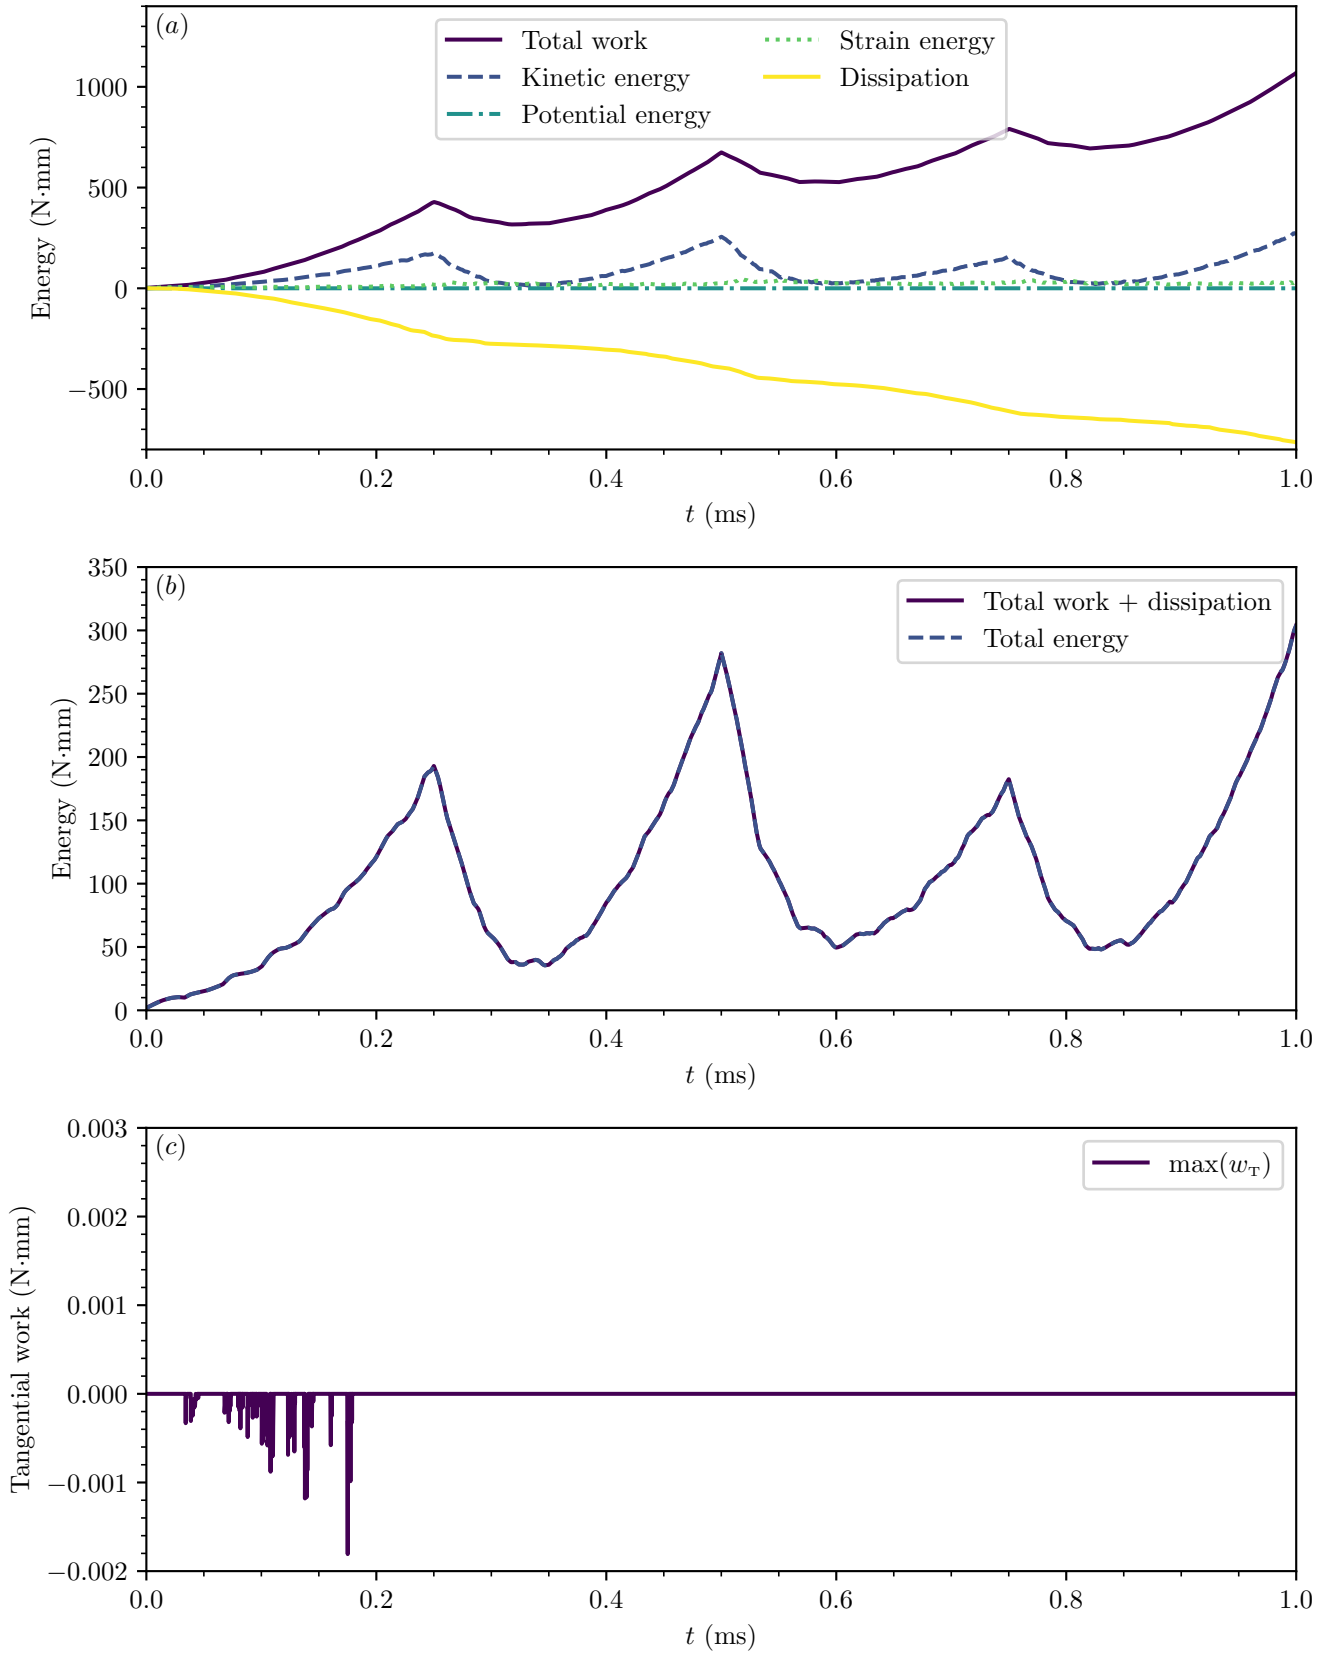 (a)
Total work
Kinetic energy
Potential energy
Strain energy
Dissipation
Energy (N·mm)
1000
500
0
−500
0.0 0.2 0.4 0.6 0.8 1.0
t (ms)
(b)
Total work + dissipation
Total energy
Energy (N·mm)
350
300
250
200
150
100
50
0
0.0 0.2 0.4 0.6 0.8 1.0
t (ms)
(c)
max(w_T)
Tangential work (N·mm)
0.003
0.002
0.001
0.000
−0.001
−0.002
0.0 0.2 0.4 0.6 0.8 1.0
t (ms)